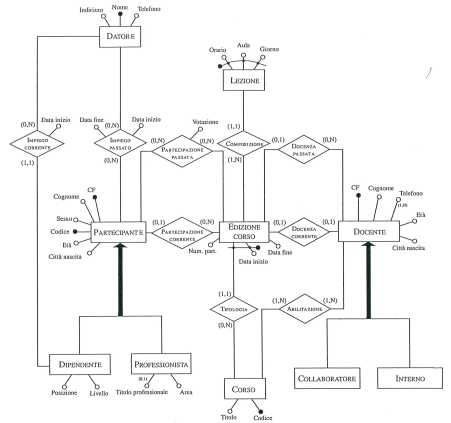 Nome
Indirizzo Telefono
DATORE
Aula
Orario Giorno
LEZIONE
(0,N) Data inizio
IMPIEGO CORRENTE
(1,1)
(0,N)
Data fine Data inizio
IMPIEGO PASSATO
(0,N)
Votazione
(0,N) (0,N)
PARTECIPAZIONE PASSATA
(1,1)
COMPOSIZIONE
(1,N)
(0,1) (0,N)
DOCENZA PASSATA
CF
Cognome
Sesso
Codice
Età
Città nascita
PARTECIPANTE
(0,1) (0,N)
PARTECIPAZIONE CORRENTE
Num. part.
EDIZIONE CORSO
Data fine
Data inizio
(0,1) (0,1)
DOCENZA CORRENTE
CF Cognome
Telefono
(1,N)
Età
Città nascita
DOCENTE
(1,1)
TIPOLOGIA
(0,N)
(1,N) (1,N)
ABILITAZIONE
DIPENDENTE
Posizione Livello
PROFESSIONISTA
(0,1)
Titolo professionale Area
CORSO
Titolo Codice
COLLABORATORE
INTERNO